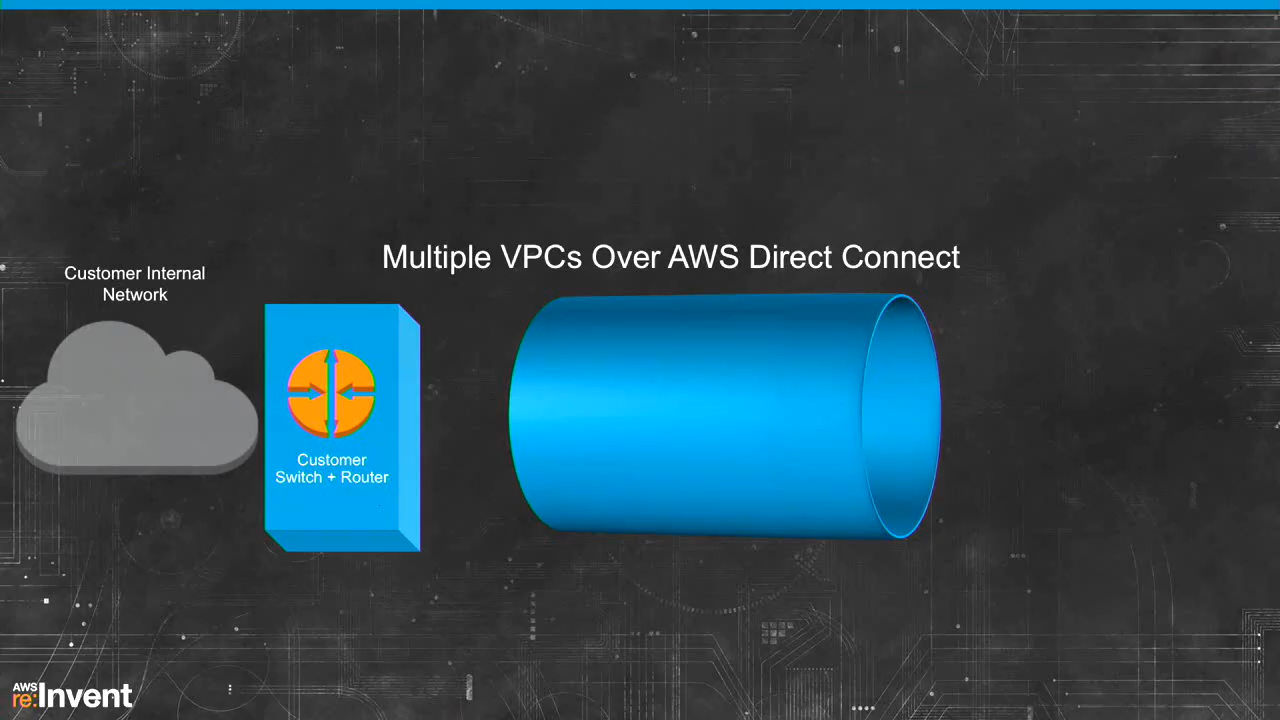 Multiple VPCs Over AWS Direct Connect
Customer Internal
Network
Customer
Switch + Router
AWS
re:Invent